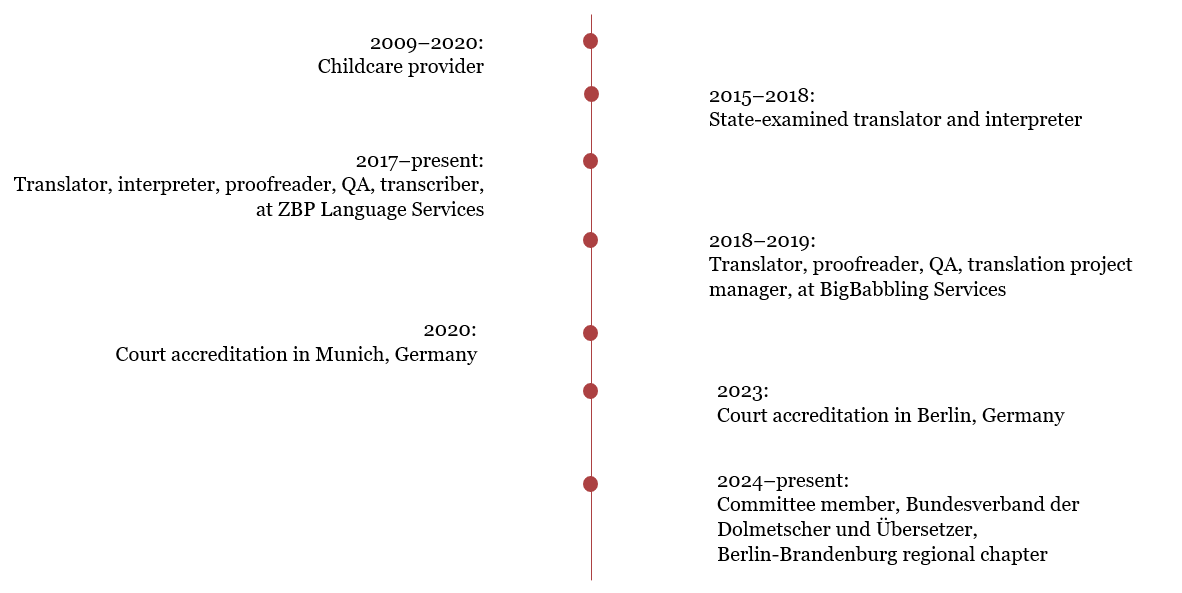 2009–2020:
Childcare provider
2015–2018:
State-examined translator and interpreter
2017–present:
Translator, interpreter, proofreader, QA, transcriber,
at ZBP Language Services
2018–2019:
Translator, proofreader, QA, translation project
manager, at BigBabbling Services
2020:
Court accreditation in Munich, Germany
2023:
Court accreditation in Berlin, Germany
2024–present:
Committee member, Bundesverband der
Dolmetscher und Übersetzer,
Berlin-Brandenburg regional chapter